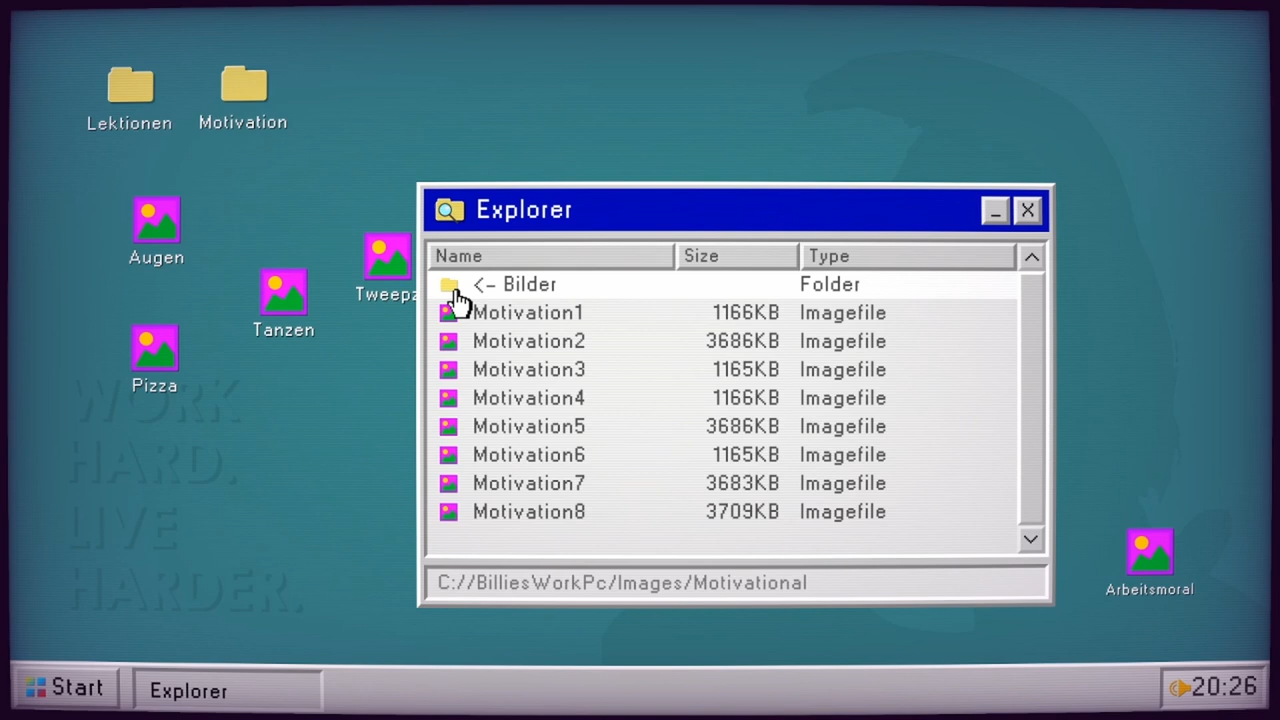 Lektionen
Motivation
Augen
Tanzen
Pizza
WORK
HARD.
LIVE
HARDER.
Explorer
Name Size Type
<- Bilder Folder
Motivation1 1166KB Imagefile
Motivation2 3686KB Imagefile
Motivation3 1165KB Imagefile
Motivation4 1166KB Imagefile
Motivation5 3686KB Imagefile
Motivation6 1165KB Imagefile
Motivation7 3683KB Imagefile
Motivation8 3709KB Imagefile
C://BilliesWorkPc/Images/Motivational
Arbeitsmoral
Start
Explorer
20:26